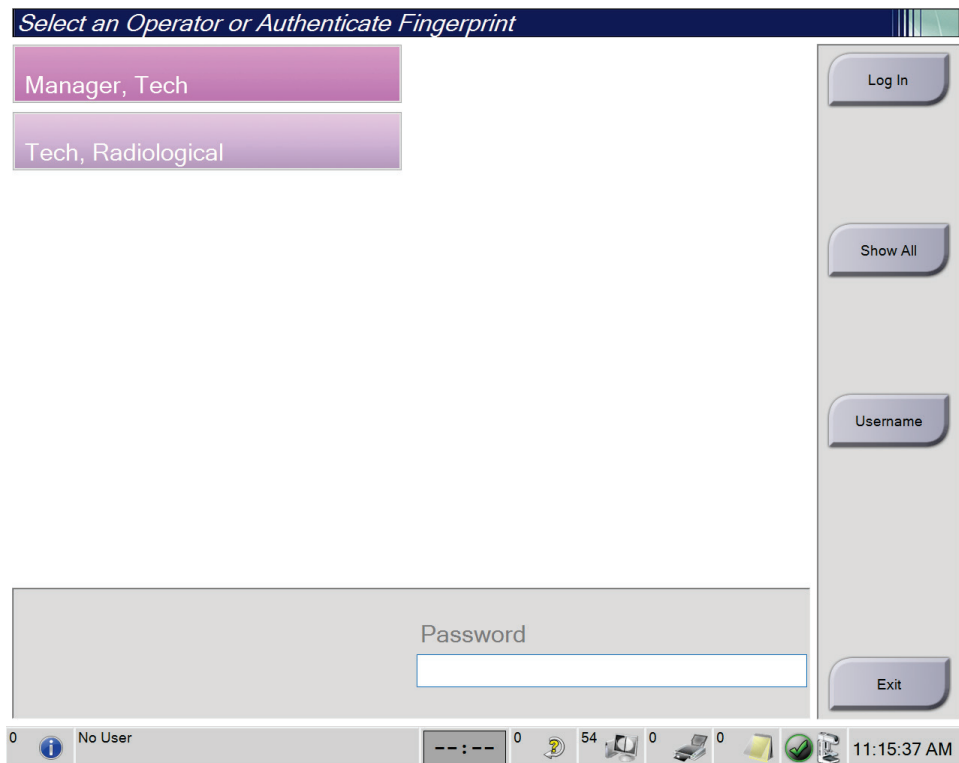 Select an Operator or Authenticate Fingerprint
Manager, Tech
Log In
Tech, Radiological
Show All
Username
Password
Exit
0 No User --:-- 0 54 0 0 11:15:37 AM